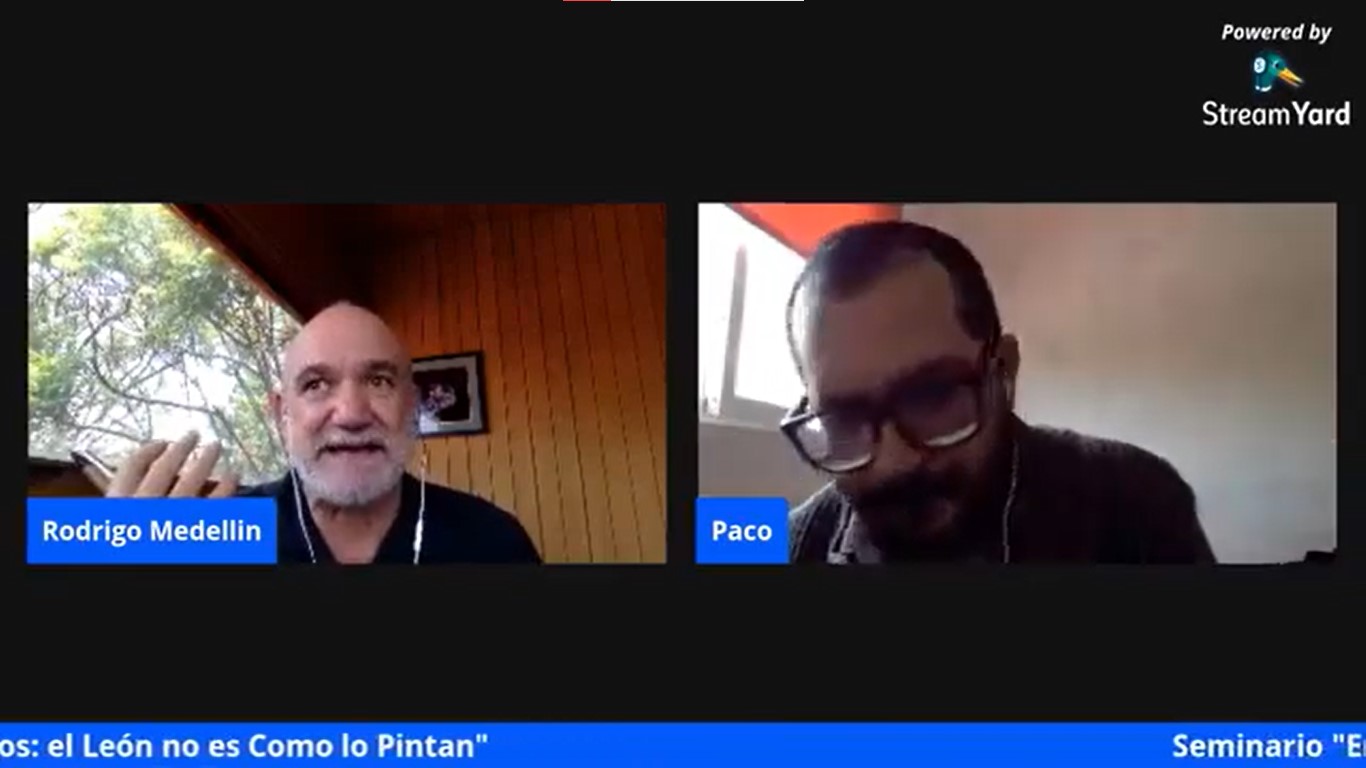 Powered by
StreamYard
Rodrigo Medellin
Paco
os: el León no es Como lo Pintan"
Seminario "E